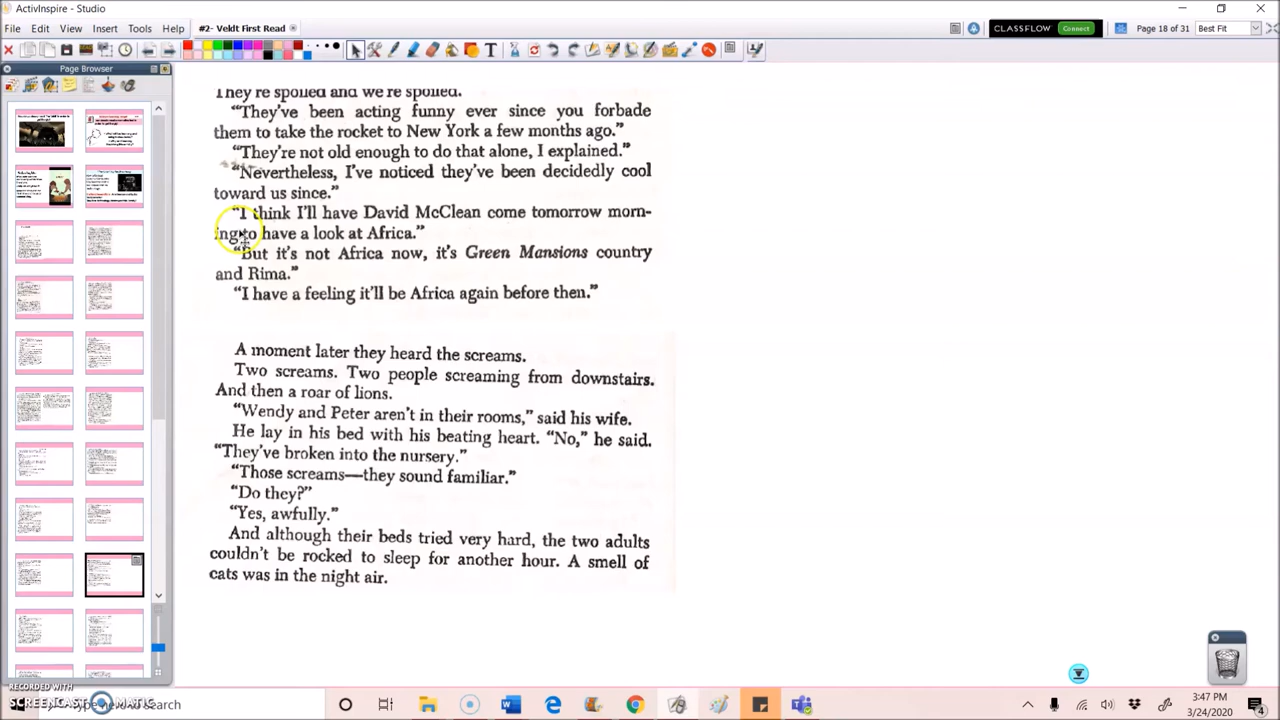 ActivInspire - Studio
File Edit View Insert Tools Help #2- Veldt First Read CLASSFLOW Connect Page 18 of 31 Best Fit
Page Browser
They're spoiled and we're spoiled.
"They've been acting funny ever since you forbade
them to take the rocket to New York a few months ago."
"They're not old enough to do that alone, I explained."
"Nevertheless, I've noticed they've been decidedly cool
toward us since."
"I think I'll have David McClean come tomorrow morn-
ing to have a look at Africa."
"But it's not Africa now, it's Green Mansions country
and Rima."
"I have a feeling it'll be Africa again before then."
A moment later they heard the screams.
Two screams. Two people screaming from downstairs.
And then a roar of lions.
"Wendy and Peter aren't in their rooms," said his wife.
He lay in his bed with his beating heart. "No," he said.
"They've broken into the nursery."
"Those screams—they sound familiar."
"Do they?"
"Yes, awfully."
And although their beds tried very hard, the two adults
couldn't be rocked to sleep for another hour. A smell of
cats was in the night air.
RECORDED WITH
SCREENCAST MATIC
Type here to search
3:47 PM
3/24/2020